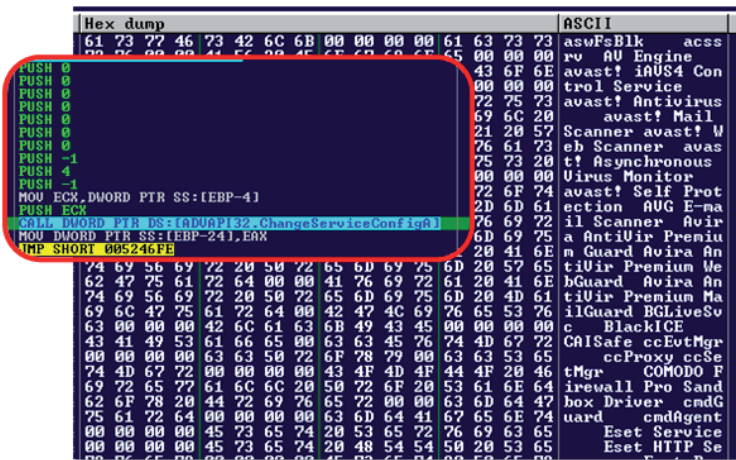 Hex dump ASCII
61 73 77 46 73 42 6C 6B 00 00 00 00 61 63 73 73 aswFsBlk acss
65 00 00 00 rv AV Engine
43 6F 6E avast! iAVS4 Con
00 00 00 trol Service
72 75 73 avast! Antivirus
69 6C 20 avast! Mail
21 20 57 Scanner avast! W
76 61 73 eb Scanner avas
75 73 20 t! Asynchronous
00 00 00 Virus Monitor
72 6F 74 avast! Self Prot
2D 6D 61 ection AVG E-ma
76 69 72 il Scanner Avir
6D 69 75 a AntiVir Premiu
20 41 6E m Guard Avira An
PUSH 0
PUSH 0
PUSH 0
PUSH 0
PUSH 0
PUSH 0
PUSH 0
PUSH -1
PUSH 4
PUSH -1
MOV ECX,DWORD PTR SS:[EBP-4]
PUSH ECX
CALL DWORD PTR DS:[ADVAPI32.ChangeServiceConfigA]
MOV DWORD PTR SS:[EBP-24],EAX
JMP SHORT 005246FE
74 69 56 69 72 20 50 72 65 6D 69 75 6D 20 57 65 tiVir Premium We
62 47 75 61 72 64 00 00 41 76 69 72 61 20 41 6E bGuard Avira An
74 69 56 69 72 20 50 72 65 6D 69 75 6D 20 4D 61 tiVir Premium Ma
69 6C 47 75 61 72 64 00 42 47 4C 69 76 65 53 76 ilGuard BGLiveSv
63 00 00 00 42 6C 61 63 6B 49 43 45 00 00 00 00 c BlackICE
43 41 49 53 61 66 65 00 63 63 45 76 74 4D 67 72 CAISafe ccEvtMgr
00 00 00 00 63 63 50 72 6F 78 79 00 63 63 53 65 ccProxy ccSe
74 4D 67 72 00 00 00 00 43 4F 4D 4F 44 4F 20 46 tMgr COMODO F
69 72 65 77 61 6C 6C 20 50 72 6F 20 53 61 6E 64 irewall Pro Sand
62 6F 78 20 44 72 69 76 65 72 00 00 63 6D 64 47 box Driver cmdG
75 61 72 64 00 00 00 00 63 6D 64 41 67 65 6E 74 uard cmdAgent
00 00 00 00 45 73 65 74 20 53 65 72 76 69 63 65 Eset Service
00 00 00 00 45 73 65 74 20 48 54 54 50 20 53 65 Eset HTTP Se